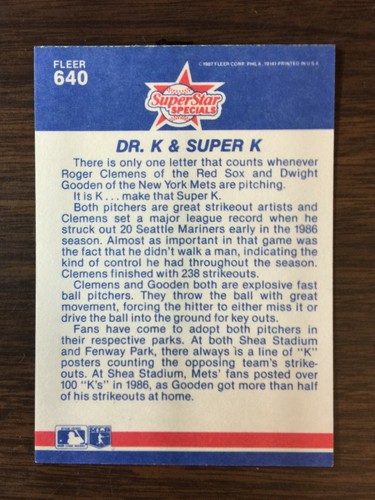 FLEER
640
© 1987 FLEER CORP. PHILA. 19141-PRINTED IN U.S.A.
SuperStar
SPECIALS
DR. K & SUPER K
There is only one letter that counts whenever
Roger Clemens of the Red Sox and Dwight
Gooden of the New York Mets are pitching.
It is K . . . make that Super K.
Both pitchers are great strikeout artists and
Clemens set a major league record when he
struck out 20 Seattle Mariners early in the 1986
season. Almost as important in that game was
the fact that he didn't walk a man, indicating the
kind of control he had throughout the season.
Clemens finished with 238 strikeouts.
Clemens and Gooden both are explosive fast
ball pitchers. They throw the ball with great
movement, forcing the hitter to either miss it or
drive the ball into the ground for key outs.
Fans have come to adopt both pitchers in
their respective parks. At both Shea Stadium
and Fenway Park, there always is a line of "K"
posters counting the opposing team's strike-
outs. At Shea Stadium, Mets' fans posted over
100 "K's" in 1986, as Gooden got more than half
of his strikeouts at home.